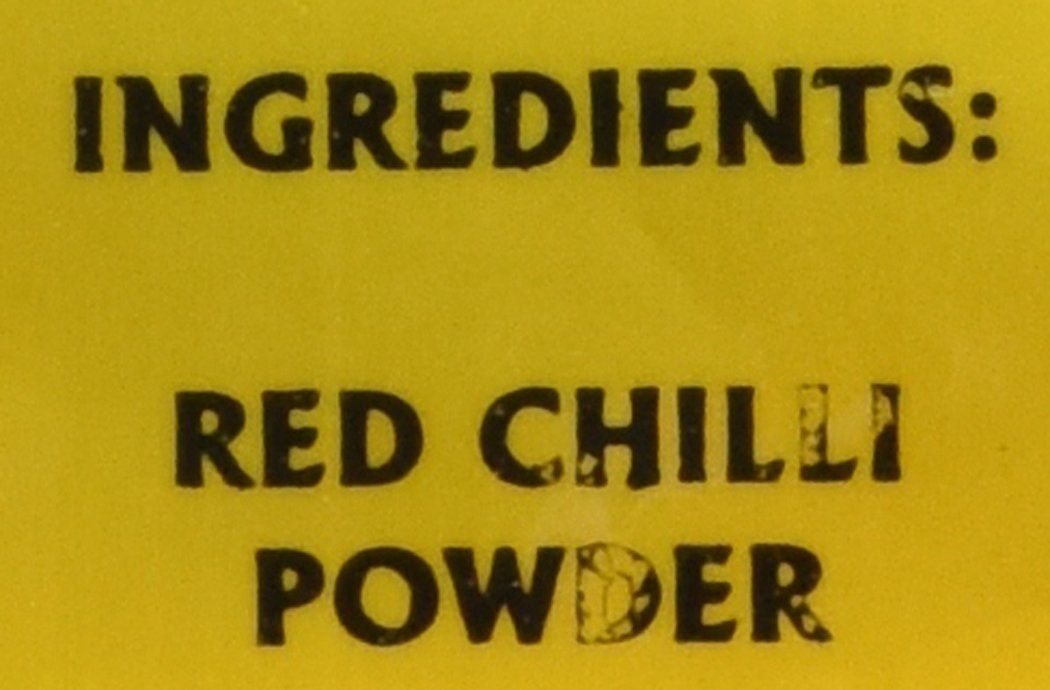 INGREDIENTS:
RED CHILLI
POWDER